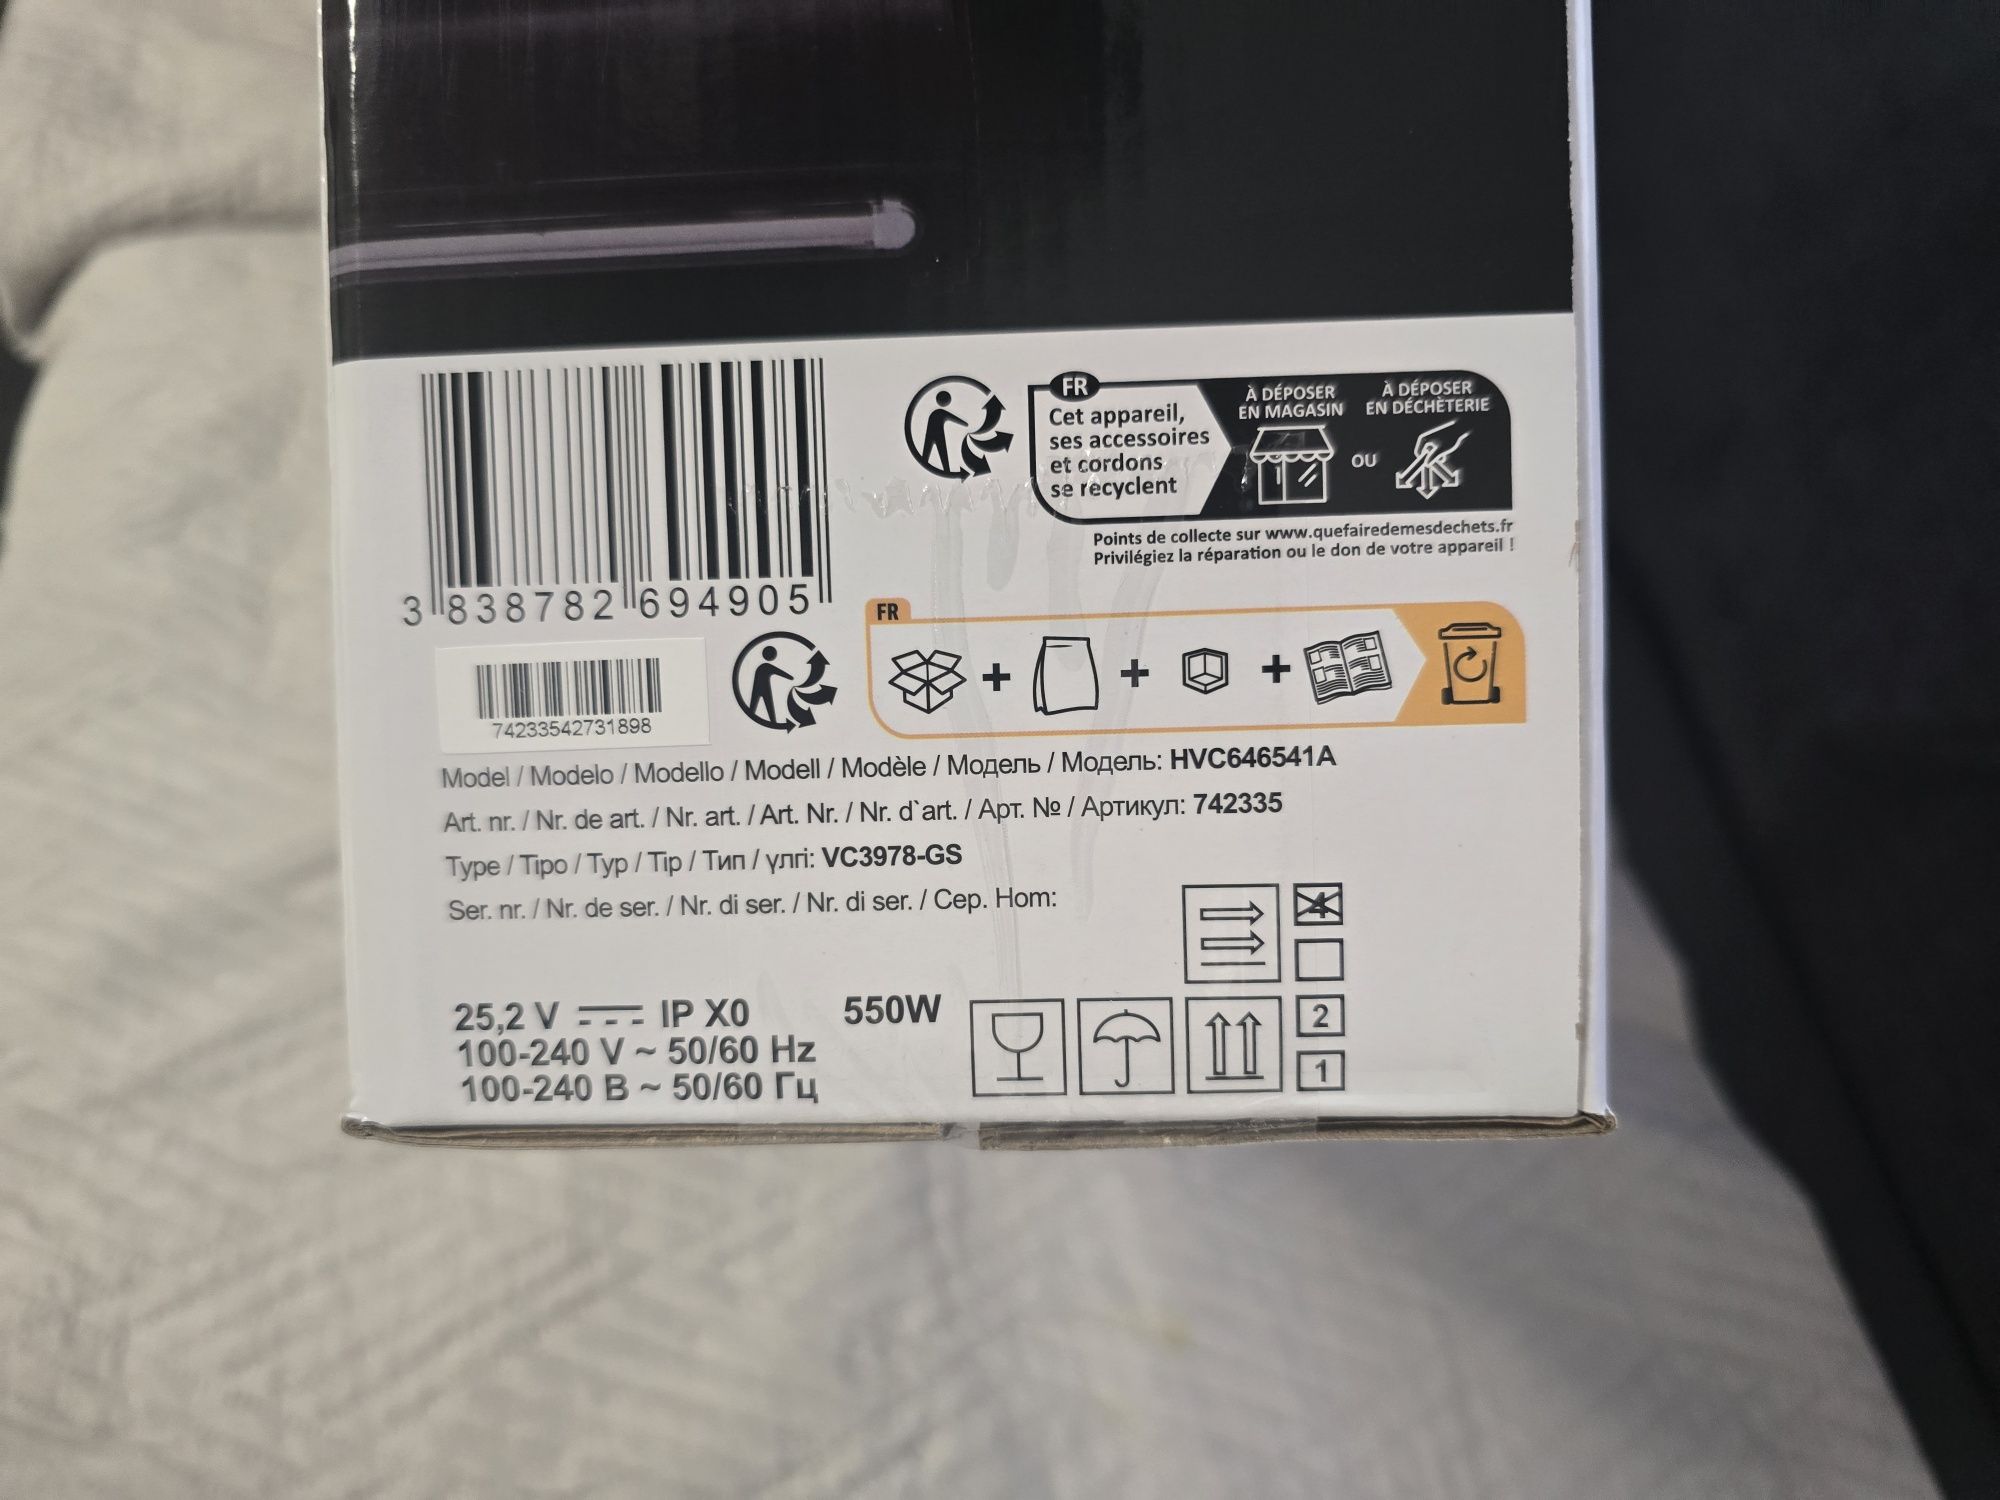 FR
Cet appareil,
ses accessoires
et cordons
se recyclent
À DÉPOSER
EN MAGASIN
OU
À DÉPOSER
EN DÉCHÈTERIE
Points de collecte sur www.quefairedemesdechets.fr
Privilégiez la réparation ou le don de votre appareil !
3 838782 694905
FR
+ + +
74233542731898
Model / Modelo / Modello / Modell / Modèle / Модель / Модель: HVC646541A
Art. nr. / Nr. de art. / Nr. art. / Art. Nr. / Nr. d`art. / Арт. № / Артикул: 742335
Type / Tipo / Typ / Tip / Тип / үлгі: VC3978-GS
Ser. nr. / Nr. de ser. / Nr. di ser. / Nr. di ser. / Сер. Hom:
4
25,2 V IP X0 550W
100-240 V ~ 50/60 Hz
100-240 В ~ 50/60 Гц
2
1